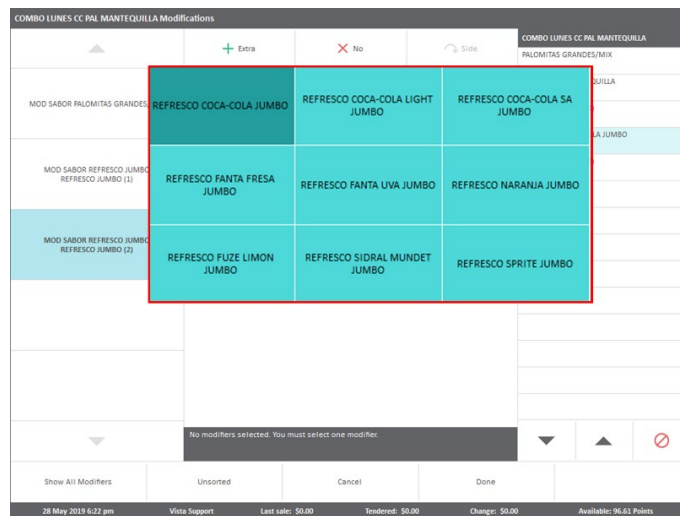 COMBO LUNES CC PAL MANTEQUILLA Modifications
Extra
No
Side
COMBO LUNES CC PAL MANTEQUILLA
PALOMITAS GRANDES/MIX
MOD SABOR PALOMITAS GRANDES
REFRESCO COCA-COLA JUMBO
REFRESCO COCA-COLA LIGHT
JUMBO
REFRESCO COCA-COLA SA
JUMBO
QUILLA
LA JUMBO
MOD SABOR REFRESCO JUMBO
REFRESCO JUMBO (1)
REFRESCO FANTA FRESA
JUMBO
REFRESCO FANTA UVA JUMBO
REFRESCO NARANJA JUMBO
MOD SABOR REFRESCO JUMBO
REFRESCO JUMBO (2)
REFRESCO FUZE LIMON
JUMBO
REFRESCO SIDRAL MUNDET
JUMBO
REFRESCO SPRITE JUMBO
No modifiers selected. You must select one modifier.
Show All Modifiers
Unsorted
Cancel
Done
28 May 2019 6:22 pm
Vista Support
Last sale: $0.00
Tendered: $0.00
Change: $0.00
Available: 96.61 Points